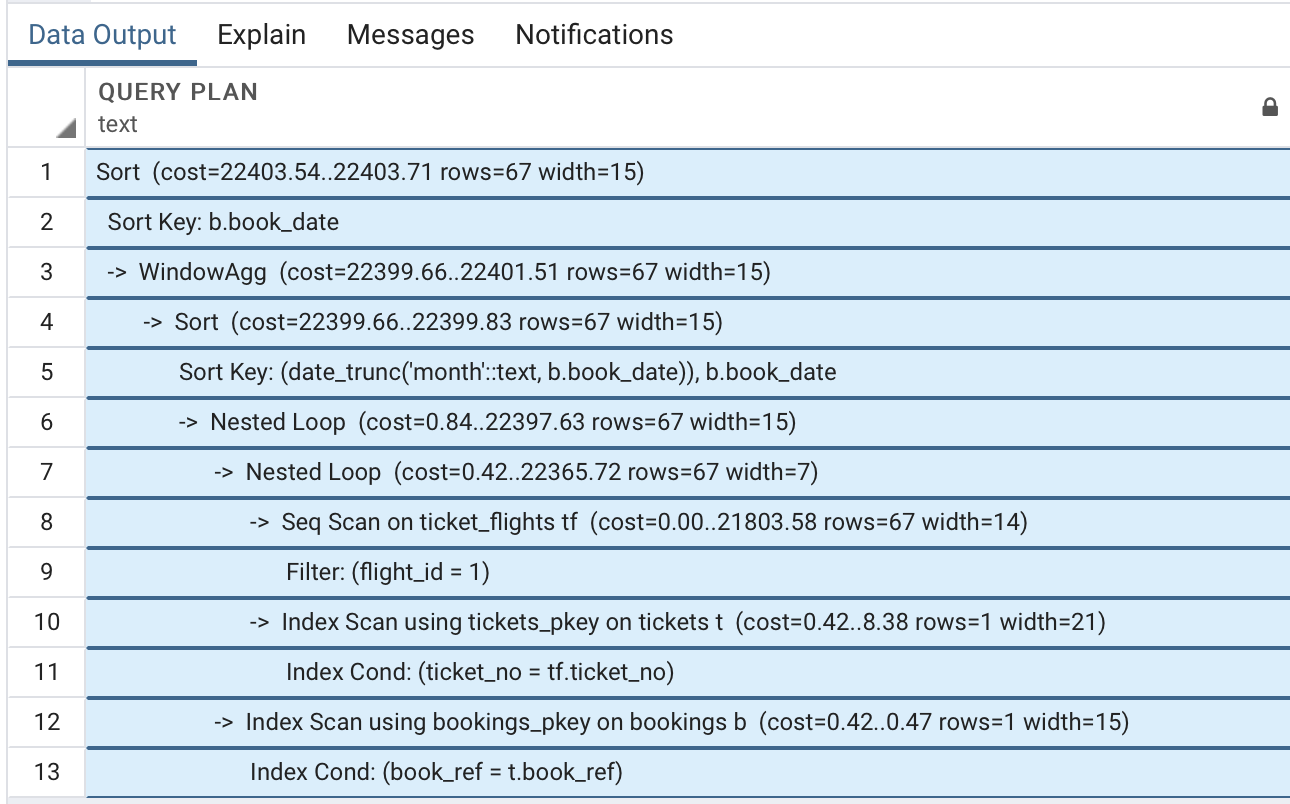 Data Output Explain Messages Notifications
QUERY PLAN
text
1 Sort (cost=22403.54..22403.71 rows=67 width=15)
2 Sort Key: b.book_date
3 -> WindowAgg (cost=22399.66..22401.51 rows=67 width=15)
4 -> Sort (cost=22399.66..22399.83 rows=67 width=15)
5 Sort Key: (date_trunc('month'::text, b.book_date)), b.book_date
6 -> Nested Loop (cost=0.84..22397.63 rows=67 width=15)
7 -> Nested Loop (cost=0.42..22365.72 rows=67 width=7)
8 -> Seq Scan on ticket_flights tf (cost=0.00..21803.58 rows=67 width=14)
9 Filter: (flight_id = 1)
10 -> Index Scan using tickets_pkey on tickets t (cost=0.42..8.38 rows=1 width=21)
11 Index Cond: (ticket_no = tf.ticket_no)
12 -> Index Scan using bookings_pkey on bookings b (cost=0.42..0.47 rows=1 width=15)
13 Index Cond: (book_ref = t.book_ref)